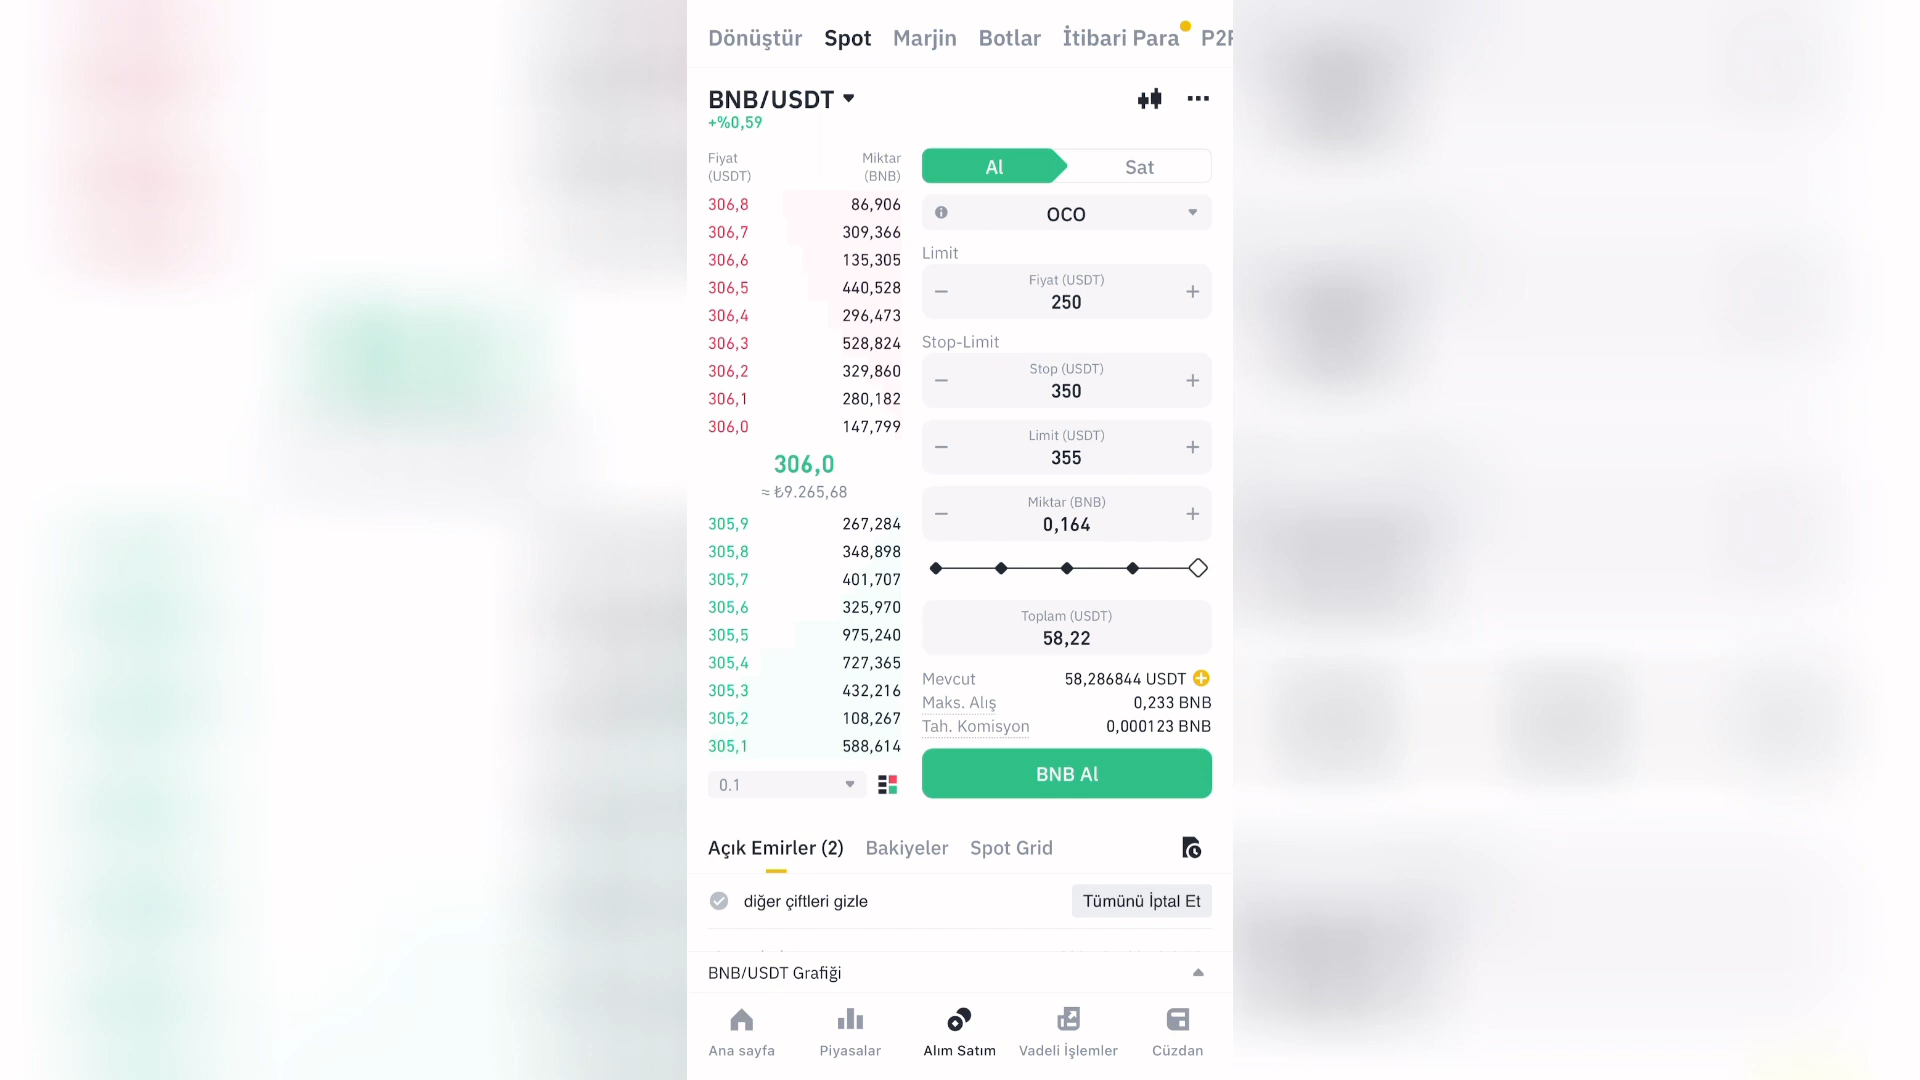 Dönüştür Spot Marjin Botlar İtibari Para
BNB/USDT
+%0,59
Fiyat (USDT) Miktar (BNB)
306,8 86,906
306,7 309,366
306,6 135,305
306,5 440,528
306,4 296,473
306,3 528,824
306,2 329,860
306,1 280,182
306,0 147,799
306,0
≈ ₺9.265,68
305,9 267,284
305,8 348,898
305,7 401,707
305,6 325,970
305,5 975,240
305,4 727,365
305,3 432,216
305,2 108,267
305,1 588,614
0.1
Al Sat
OCO
Limit
Fiyat (USDT)
250
Stop-Limit
Stop (USDT)
350
Limit (USDT)
355
Miktar (BNB)
0,164
Toplam (USDT)
58,22
Mevcut 58,286844 USDT
Maks. Alış 0,233 BNB
Tah. Komisyon 0,000123 BNB
BNB Al
Açık Emirler (2) Bakiyeler Spot Grid
diğer çiftleri gizle Tümünü İptal Et
BNB/USDT Grafiği
Ana sayfa Piyasalar Alım Satım Vadeli İşlemler Cüzdan